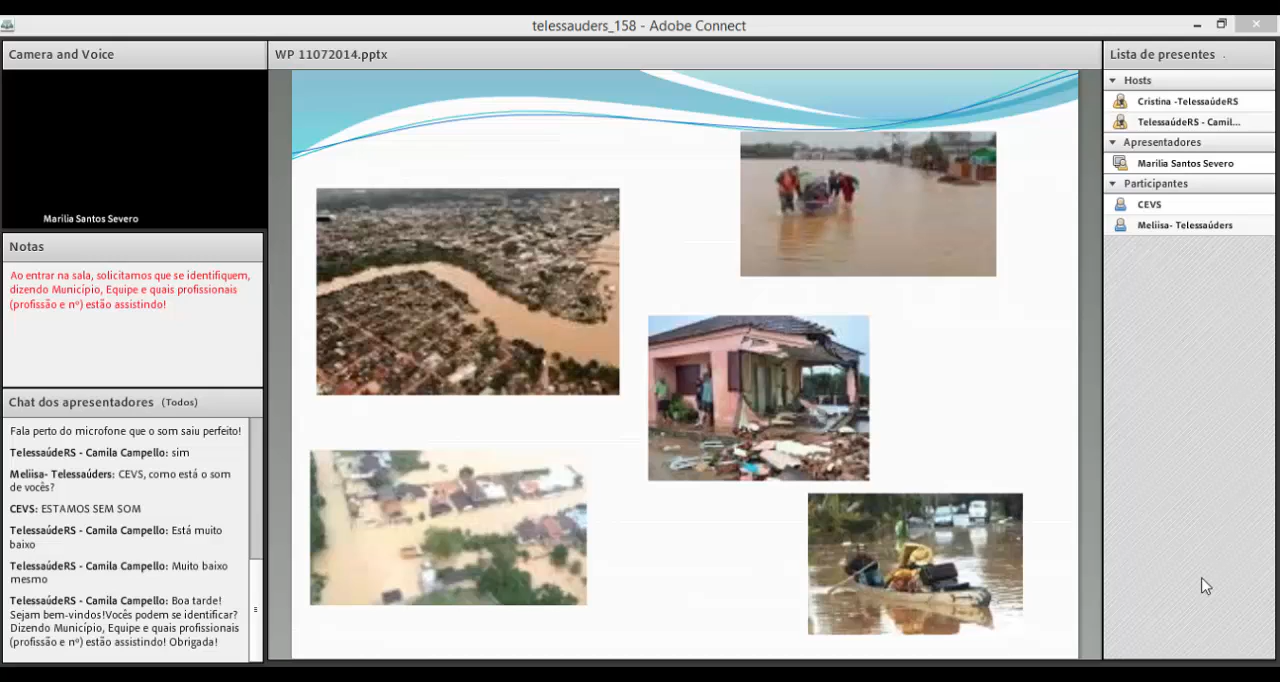 telessauders_158 - Adobe Connect
Camera and Voice
Marilia Santos Severo
Notas
Ao entrar na sala, solicitamos que se identifiquem,
dizendo Município, Equipe e quais profissionais
(profissão e nº) estão assistindo!
Chat dos apresentadores (Todos)
Fala perto do microfone que o som saiu perfeito!
TelessaúdeRS - Camila Campello: sim
Meliisa- Telessaúders: CEVS, como está o som
de vocês?
CEVS: ESTAMOS SEM SOM
TelessaúdeRS - Camila Campello: Está muito
baixo
TelessaúdeRS - Camila Campello: Muito baixo
mesmo
TelessaúdeRS - Camila Campello: Boa tarde!
Sejam bem-vindos!Vocês podem se identificar?
Dizendo Município, Equipe e quais profissionais
(profissão e nº) estão assistindo! Obrigada!
WP 11072014.pptx
Lista de presentes
Hosts
Cristina -TelessaúdeRS
TelessaúdeRS - Camil...
Apresentadores
Marilia Santos Severo
Participantes
CEVS
Meliisa- Telessaúders